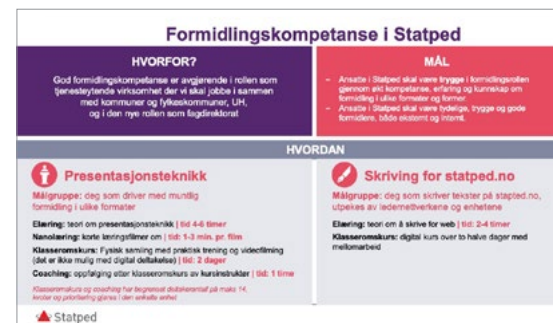 Formidlingskompetanse i Statped
HVORFOR?
God formidlingskompetanse er avgjørende i rollen som
tjenesteytende virksomhet der vi skal jobbe i sammen
med kommuner og fylkeskommuner, UH,
og i den nye rollen som fagdirektorat
MÅL
- Ansatte i Statped skal være trygge i formidlingsrollen
gjennom økt kompetanse, erfaring og kunnskap om
formidling i ulike formater og former.
- Ansatte i Statped skal være tydelige, trygge og gode
formidlere, både eksternt og internt.
HVORDAN
Presentasjonsteknikk
Målgruppe: deg som driver med muntlig
formidling i ulike formater
Elæring: teori om presentasjonsteknikk | tid 4-6 timer
Nanolæring: korte læringsfilmer om | tid: 1-3 min. pr. film
Klasseromskurs: Fysisk samling med praktisk trening og videofilming
(det er ikke mulig med digital deltakelse) | tid: 2 dager
Coaching: oppfølging etter klasseromskurs av kursinstruktør | tid: 1 time
Klasseromskurs og coaching har begrenset deltakerantall på maks 14,
kvoter og prioritering gjøres i den enkelte enhet
Skriving for statped.no
Målgruppe: deg som skriver tekster på stapted.no,
utpekes av ledernettverkene og enhetene
Elæring: teori om å skrive for web | tid: 2-4 timer
Klasseromskurs: digital kurs over to halve dager med
mellomarbeid
Statped